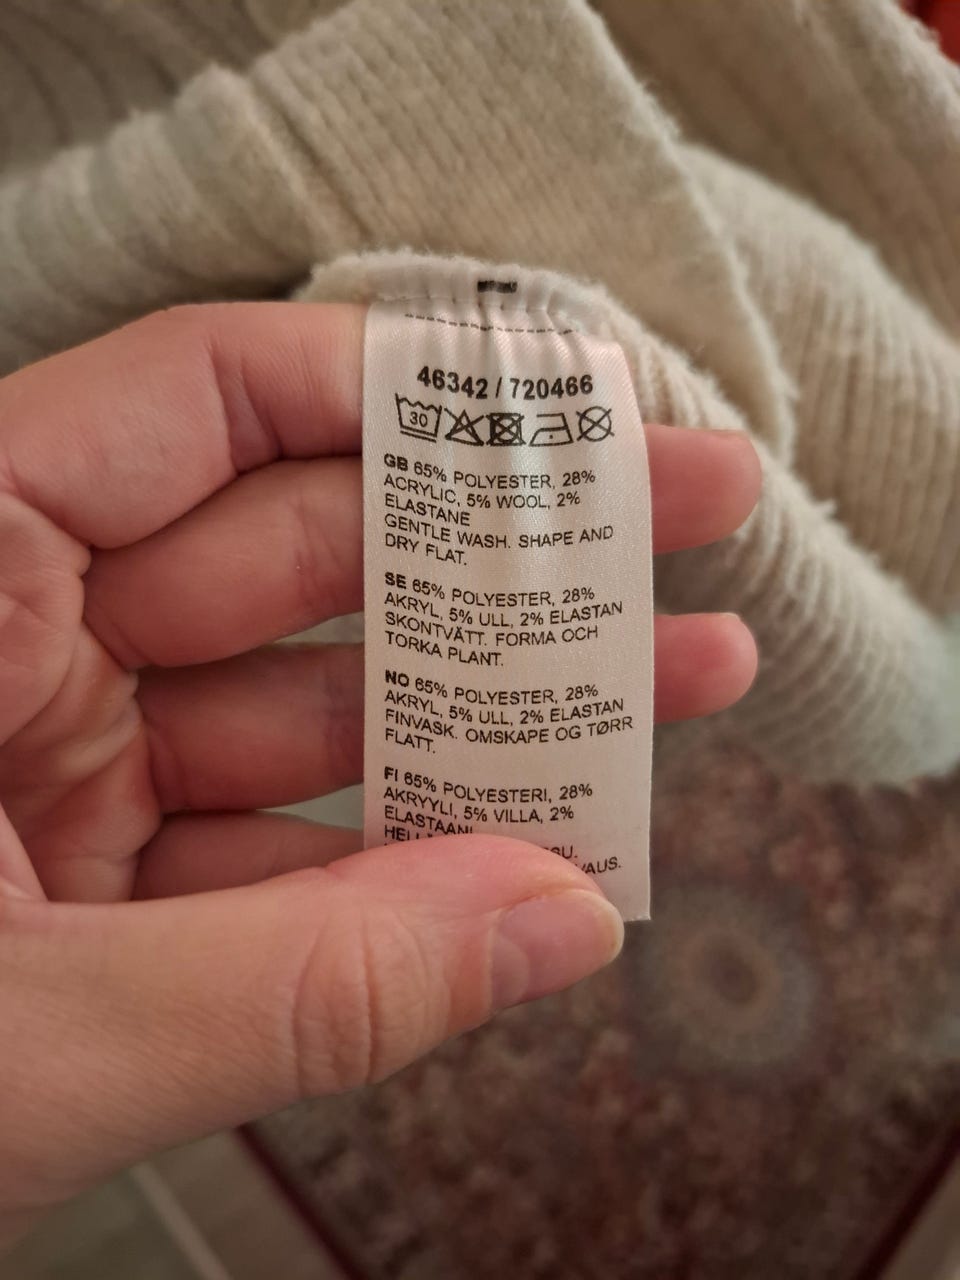 46342 / 720466
30
GB 65% POLYESTER, 28%
ACRYLIC, 5% WOOL, 2%
ELASTANE
GENTLE WASH. SHAPE AND
DRY FLAT.
SE 65% POLYESTER, 28%
AKRYL, 5% ULL, 2% ELASTAN
SKONTVÄTT. FORMA OCH
TORKA PLANT.
NO 65% POLYESTER, 28%
AKRYL, 5% ULL, 2% ELASTAN
FINVASK. OMSKAPE OG TØRR
FLATT.
FI 65% POLYESTERI, 28%
AKRYYLI, 5% VILLA, 2%
ELASTAANI